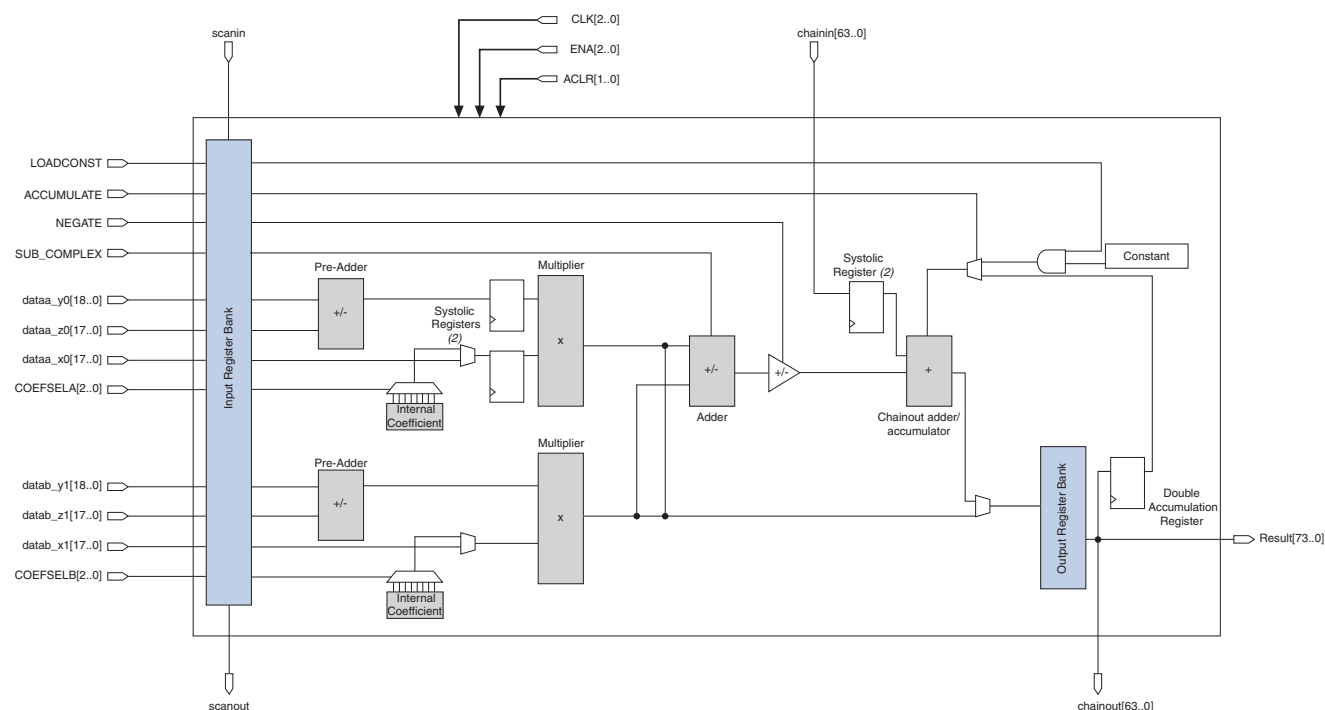 CLK[2..0]
scanin
chainin[63..0]
ENA[2..0]
ACLR[1..0]
LOADCONST
ACCUMULATE
NEGATE
SUB_COMPLEX
dataa_y0[18..0]
dataa_z0[17..0]
dataa_x0[17..0]
COEFSELA[2..0]
datab_y1[18..0]
datab_z1[17..0]
datab_x1[17..0]
COEFSELB[2..0]
Input Register Bank
Pre-Adder
+/-
Systolic
Registers
(2)
Internal
Coefficient
Multiplier
x
Pre-Adder
+/-
Internal
Coefficient
Multiplier
x
+/-
Adder
+/-
Systolic
Register (2)
+
Chainout adder/
accumulator
Constant
Output Register Bank
Double
Accumulation
Register
Result[73..0]
scanout
chainout[63..0]